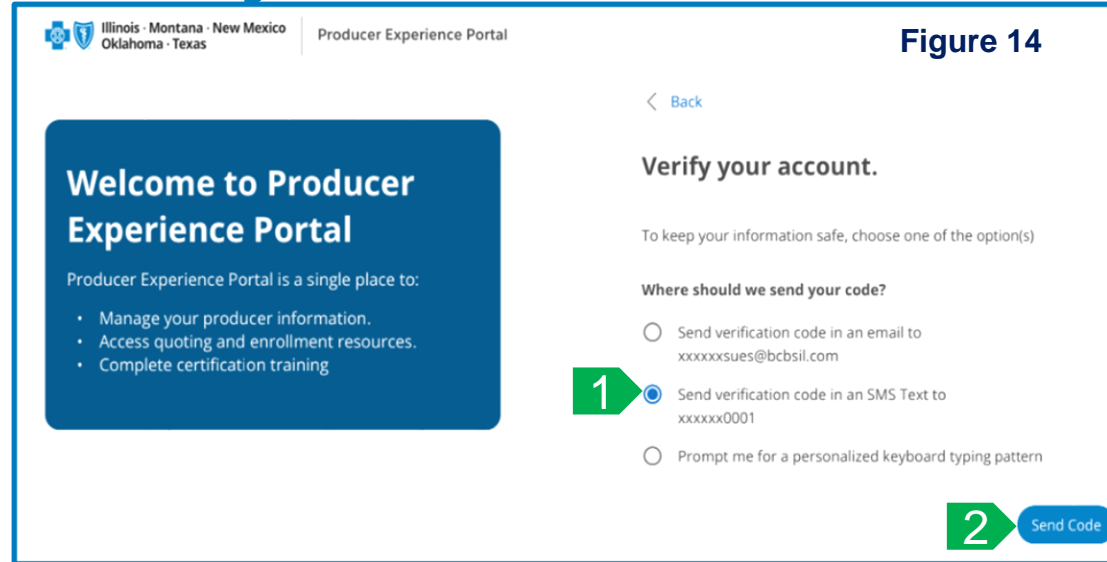 Illinois · Montana · New Mexico
Oklahoma · Texas
Producer Experience Portal
Figure 14
Back
Welcome to Producer
Experience Portal
Producer Experience Portal is a single place to:
• Manage your producer information.
• Access quoting and enrollment resources.
• Complete certification training
Verify your account.
To keep your information safe, choose one of the option(s)
Where should we send your code?
Send verification code in an email to
xxxxxxsues@bcbsil.com
1
Send verification code in an SMS Text to
xxxxxx0001
Prompt me for a personalized keyboard typing pattern
2
Send Code